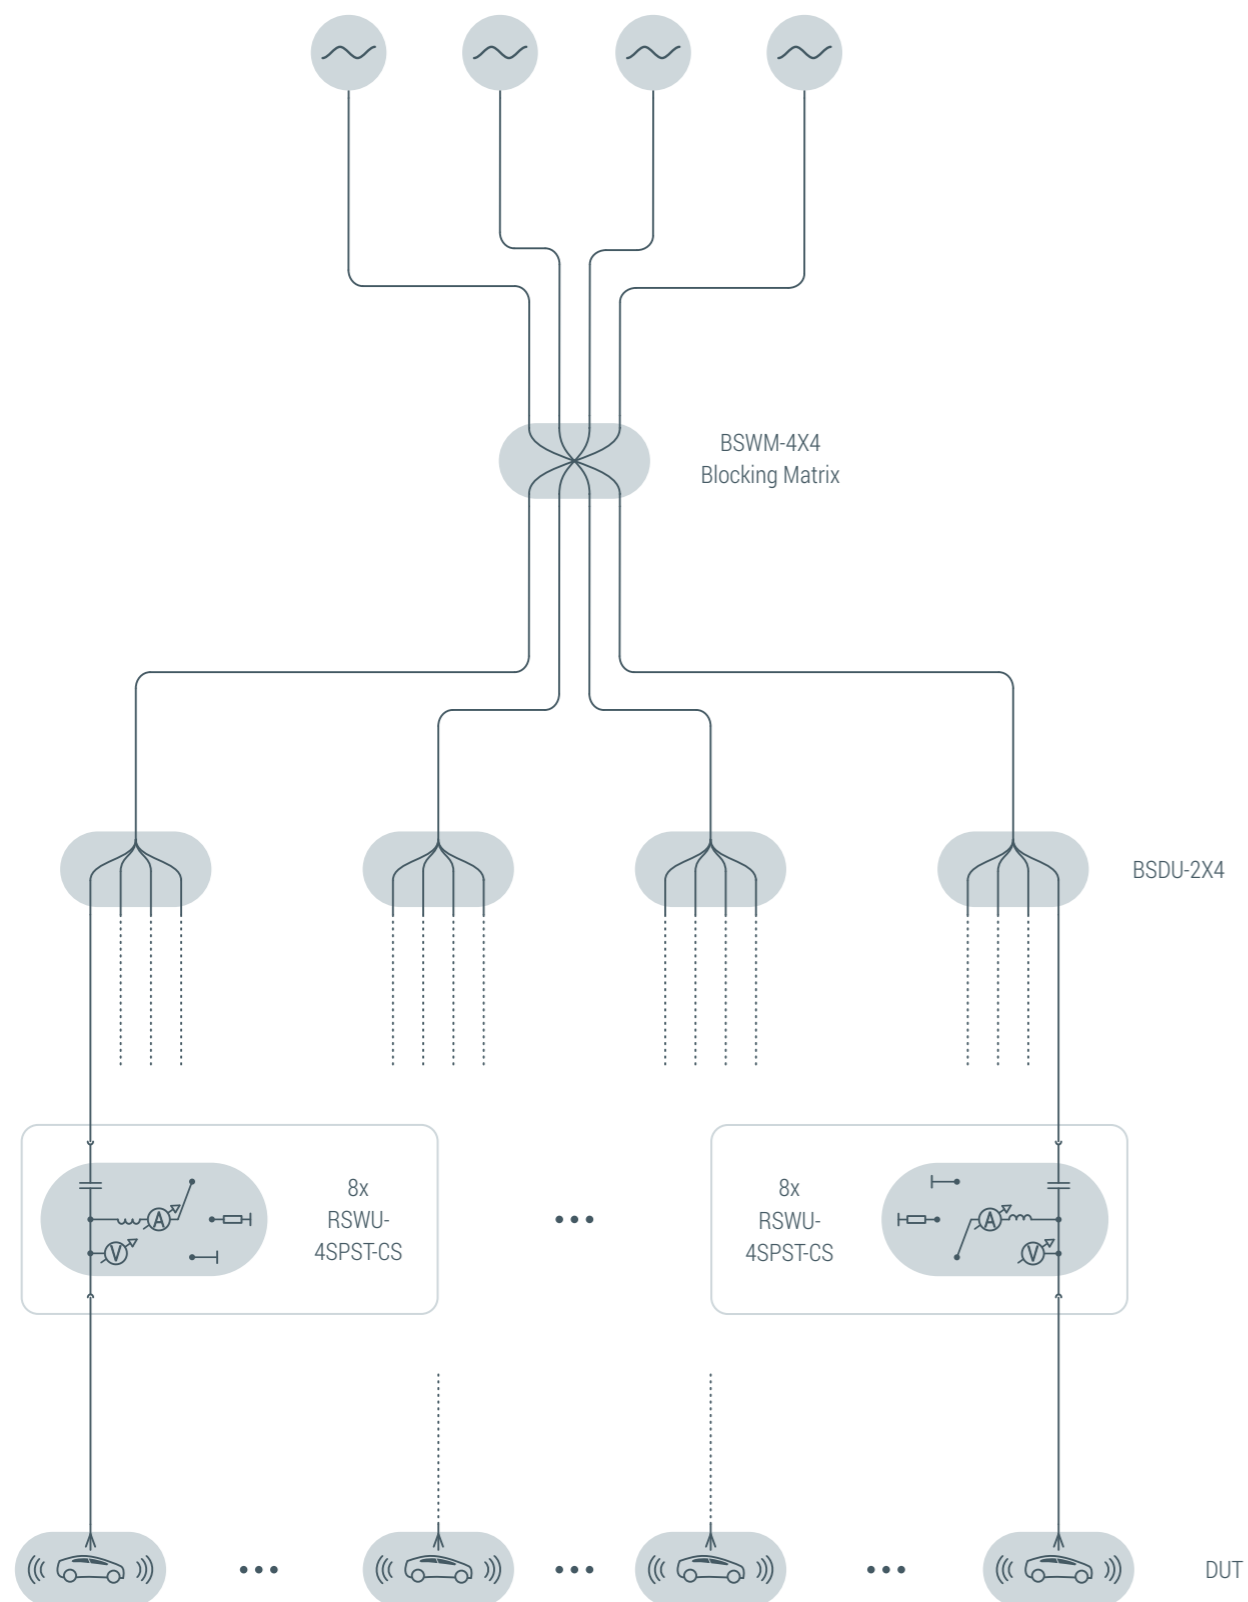 BSWM-4X4
Blocking Matrix
BSDU-2X4
8x
RSWU-
4SPST-CS
8x
RSWU-
4SPST-CS
A
V
A
V
DUT